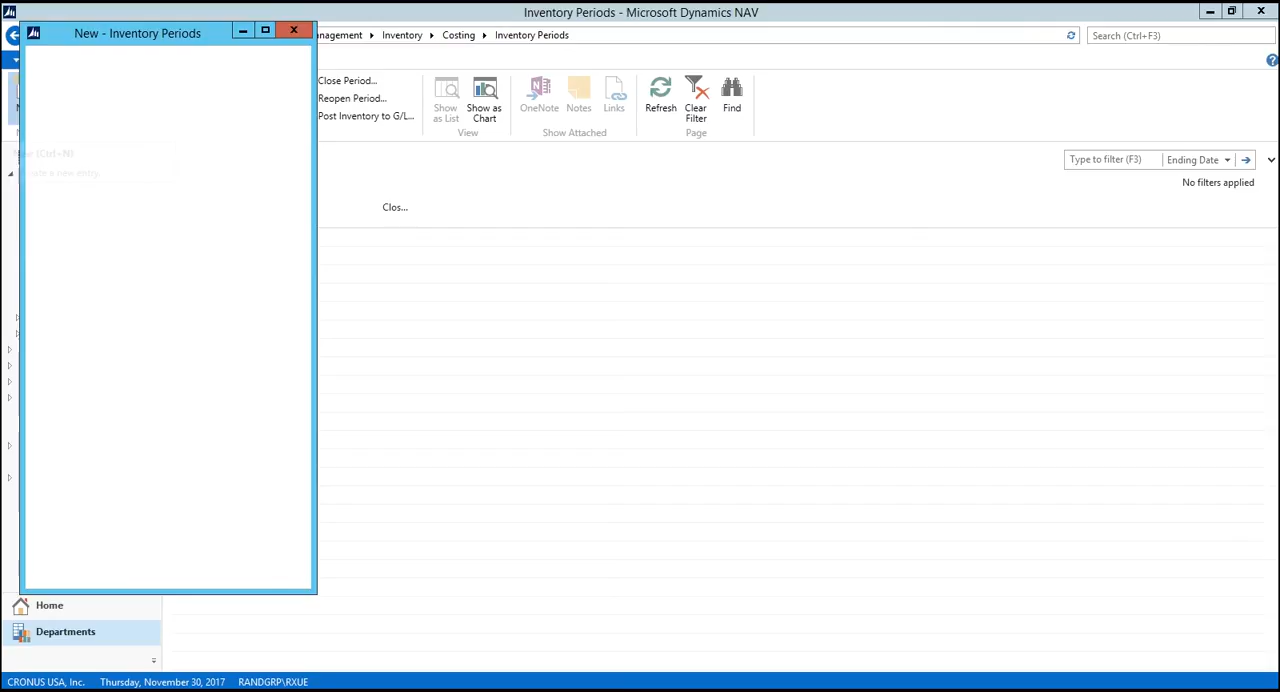 Inventory Periods - Microsoft Dynamics NAV
New - Inventory Periods
Inventory
Costing
Inventory Periods
Search (Ctrl+F3)
Close Period...
Reopen Period...
Post Inventory to G/L...
Show as List
Show as Chart
OneNote
Notes
Links
Refresh
Clear Filter
Find
View
Show Attached
Page
(Ctrl+N)
a new entry.
Type to filter (F3)
Ending Date
No filters applied
Clos...
Home
Departments
CRONUS USA, Inc.
Thursday, November 30, 2017
RANDGRP\RXUE